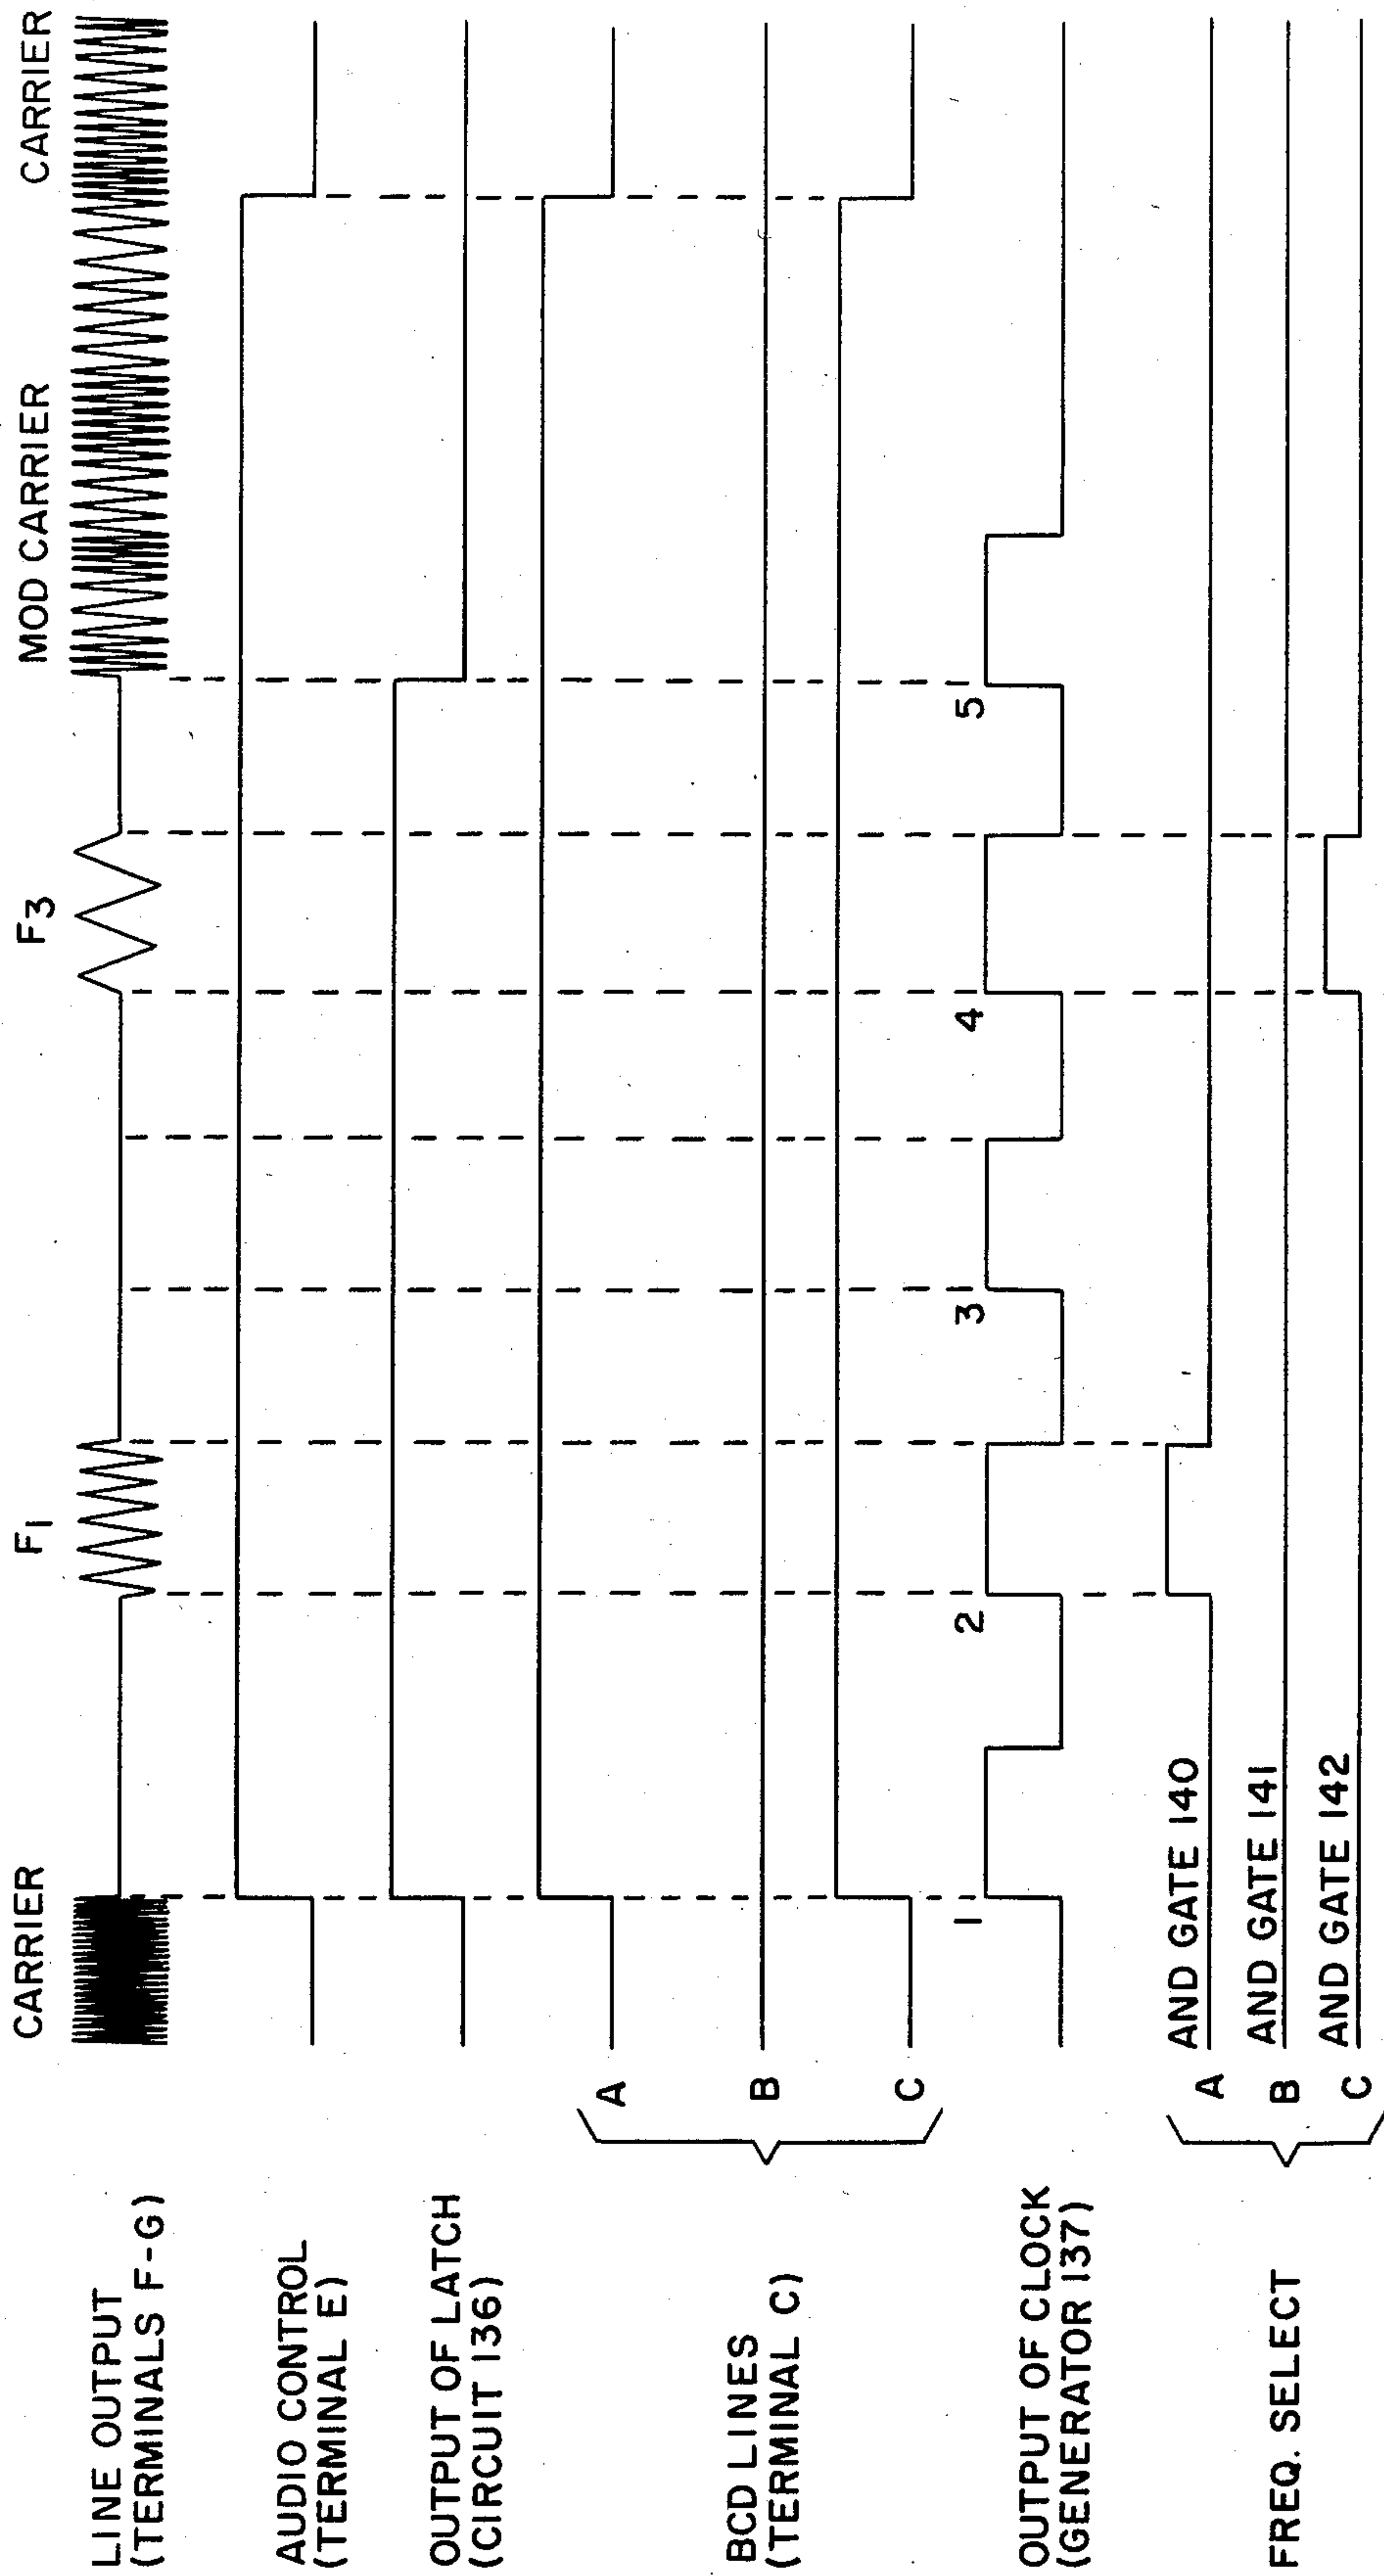 CARRIER
F1
F3
MOD CARRIER
CARRIER
LINE OUTPUT
(TERMINALS F-G)
AUDIO CONTROL
(TERMINAL E)
OUTPUT OF LATCH
(CIRCUIT 136)
BCD LINES
(TERMINAL C)
A
B
C
OUTPUT OF CLOCK
(GENERATOR 137)
1
2
3
4
5
FREQ. SELECT
A
AND GATE 140
B
AND GATE 141
C
AND GATE 142